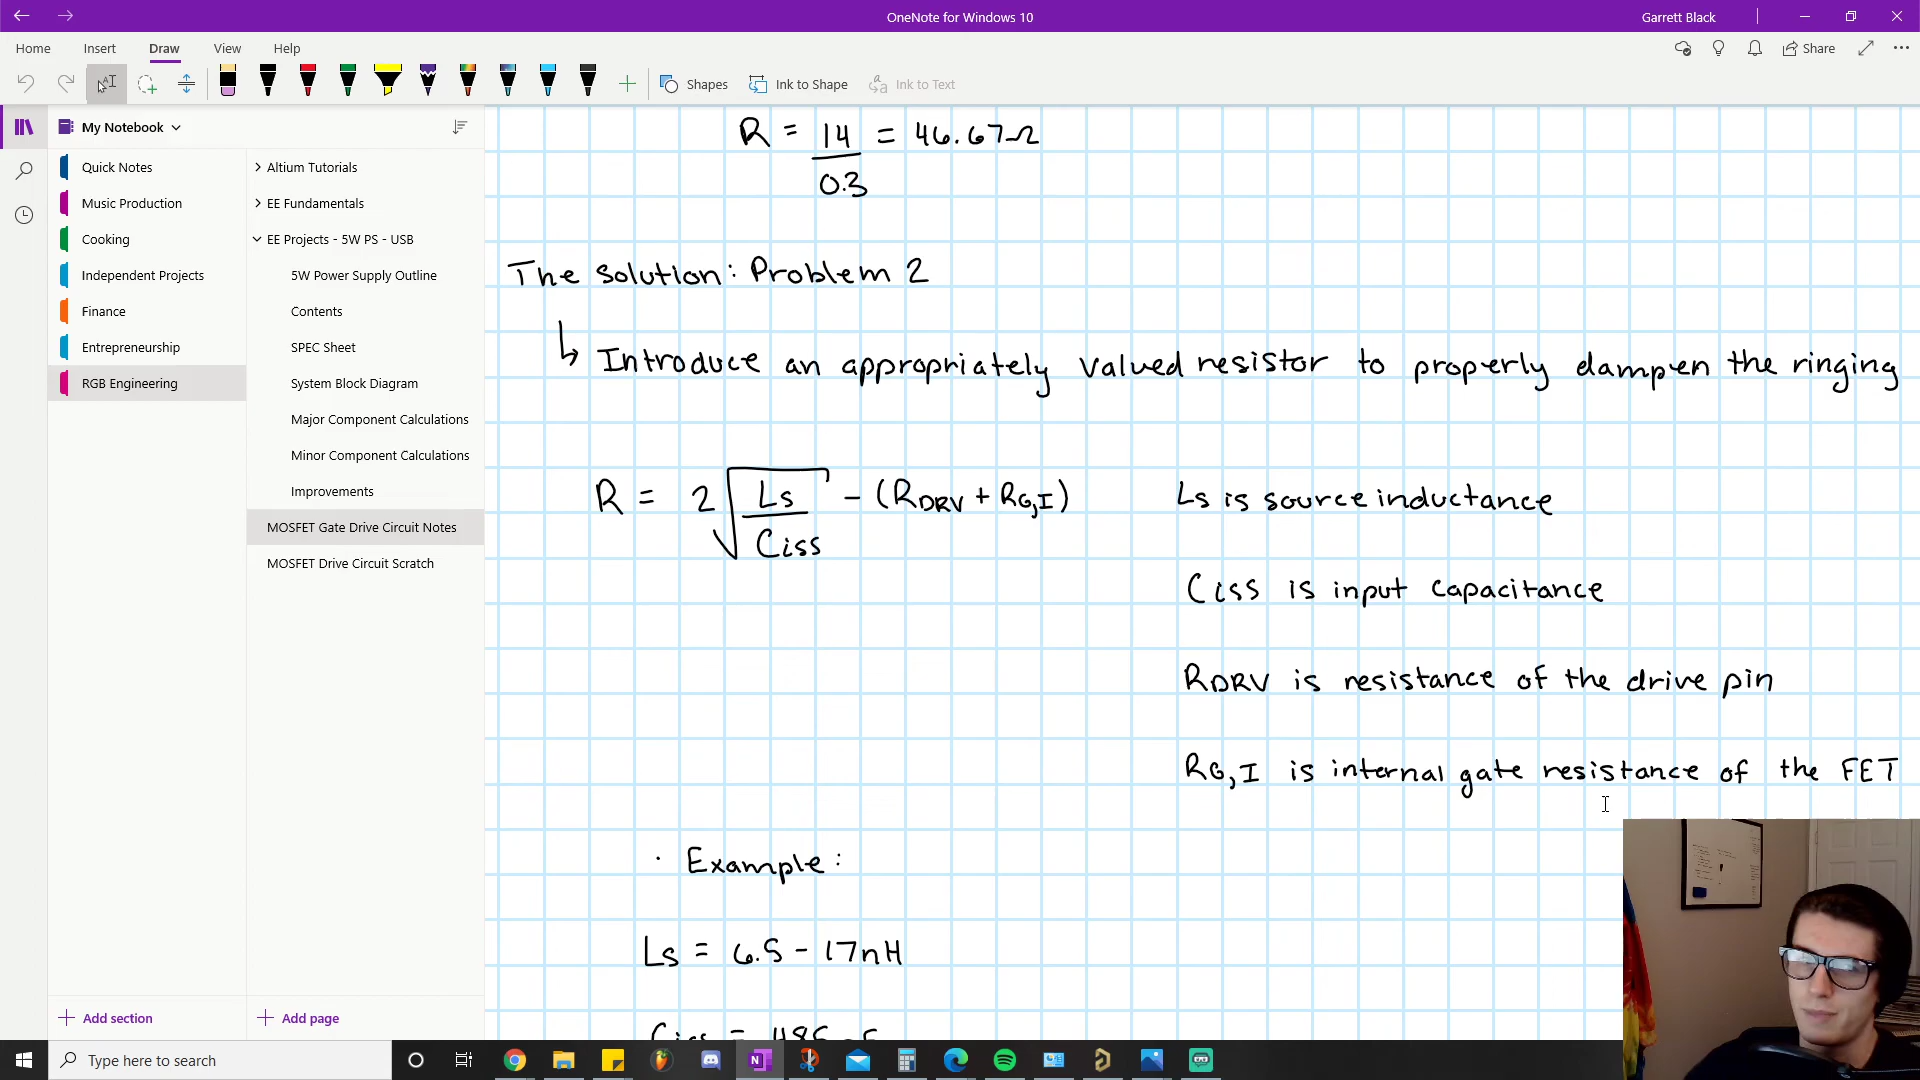 OneNote for Windows 10
Garrett Black
Home Insert Draw View Help
Share
Shapes
Ink to Shape
Ink to Text
My Notebook
Quick Notes
Music Production
Cooking
Independent Projects
Finance
Entrepreneurship
RGB Engineering
Altium Tutorials
EE Fundamentals
EE Projects - 5W PS - USB
5W Power Supply Outline
Contents
SPEC Sheet
System Block Diagram
Major Component Calculations
Minor Component Calculations
Improvements
MOSFET Gate Drive Circuit Notes
MOSFET Drive Circuit Scratch
R = 14 = 46.67Ω
0.3
The solution: Problem 2
↳ Introduce an appropriately valued resistor to properly dampen the ringing
R = 2√(Ls/Ciss) - (RDRV + RG,I)
Ls is source inductance
Ciss is input capacitance
RDRV is resistance of the drive pin
RG,I is internal gate resistance of the FET
· Example:
Ls = 6.5 - 17nH
Add section
Add page
Type here to search